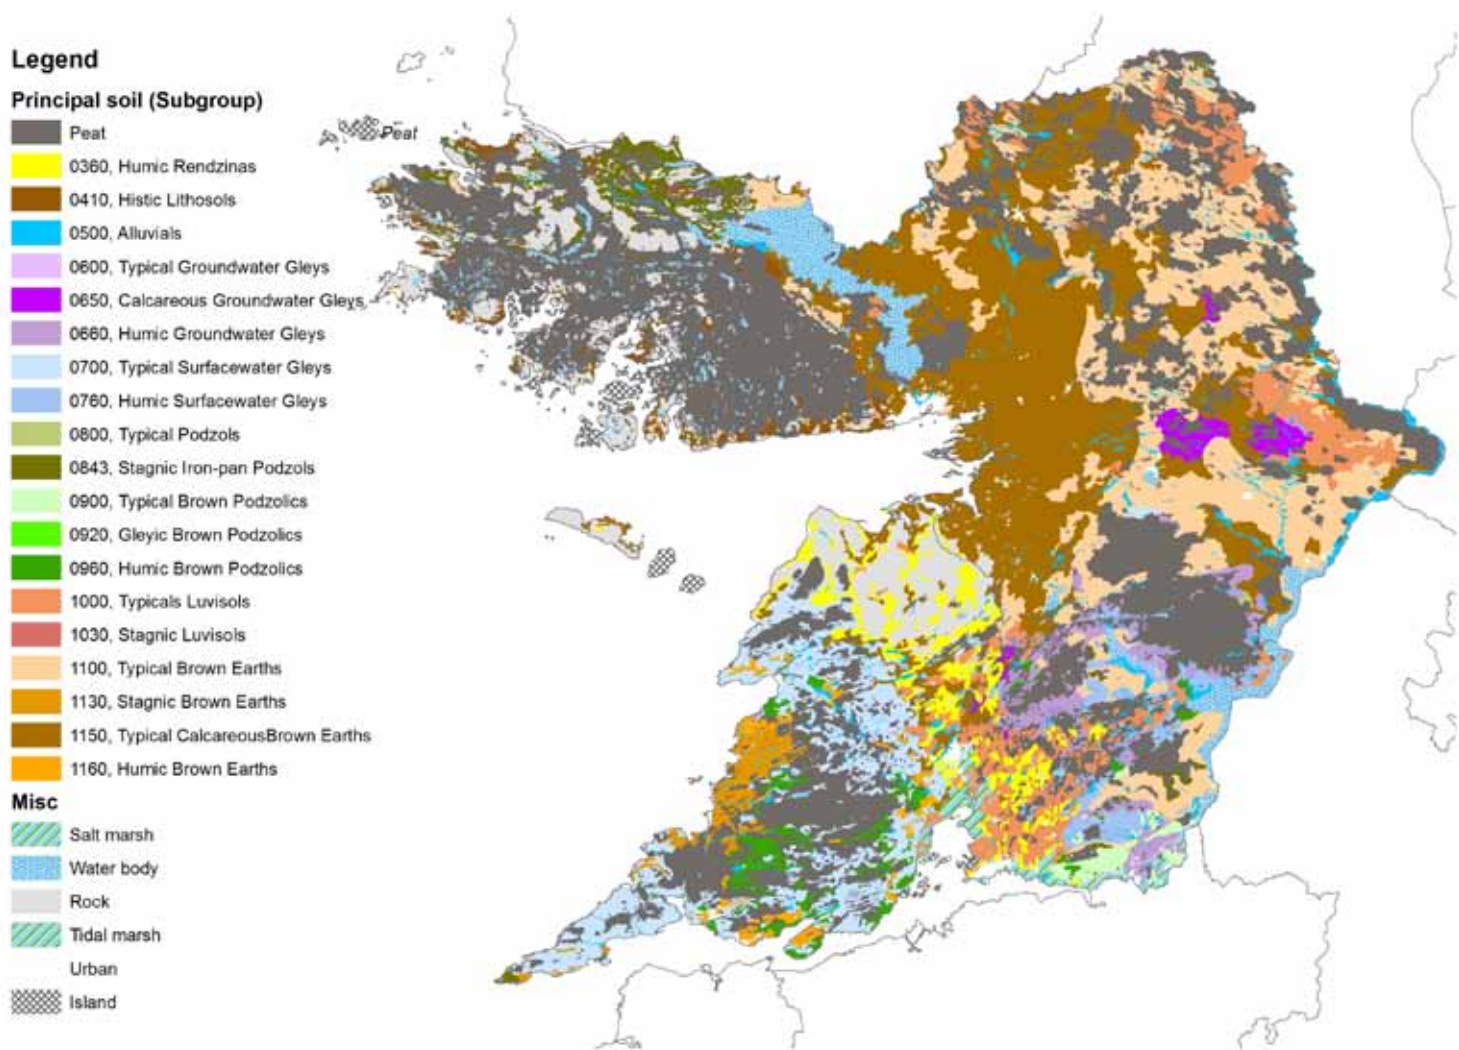 Legend
Principal soil (Subgroup)
Peat
Peat
0360, Humic Rendzinas
0410, Histic Lithosols
0500, Alluvials
0600, Typical Groundwater Gleys
0650, Calcareous Groundwater Gleys
0660, Humic Groundwater Gleys
0700, Typical Surfacewater Gleys
0760, Humic Surfacewater Gleys
0800, Typical Podzols
0843, Stagnic Iron-pan Podzols
0900, Typical Brown Podzolics
0920, Gleyic Brown Podzolics
0960, Humic Brown Podzolics
1000, Typicals Luvisols
1030, Stagnic Luvisols
1100, Typical Brown Earths
1130, Stagnic Brown Earths
1150, Typical CalcareousBrown Earths
1160, Humic Brown Earths
Misc
Salt marsh
Water body
Rock
Tidal marsh
Urban
Island